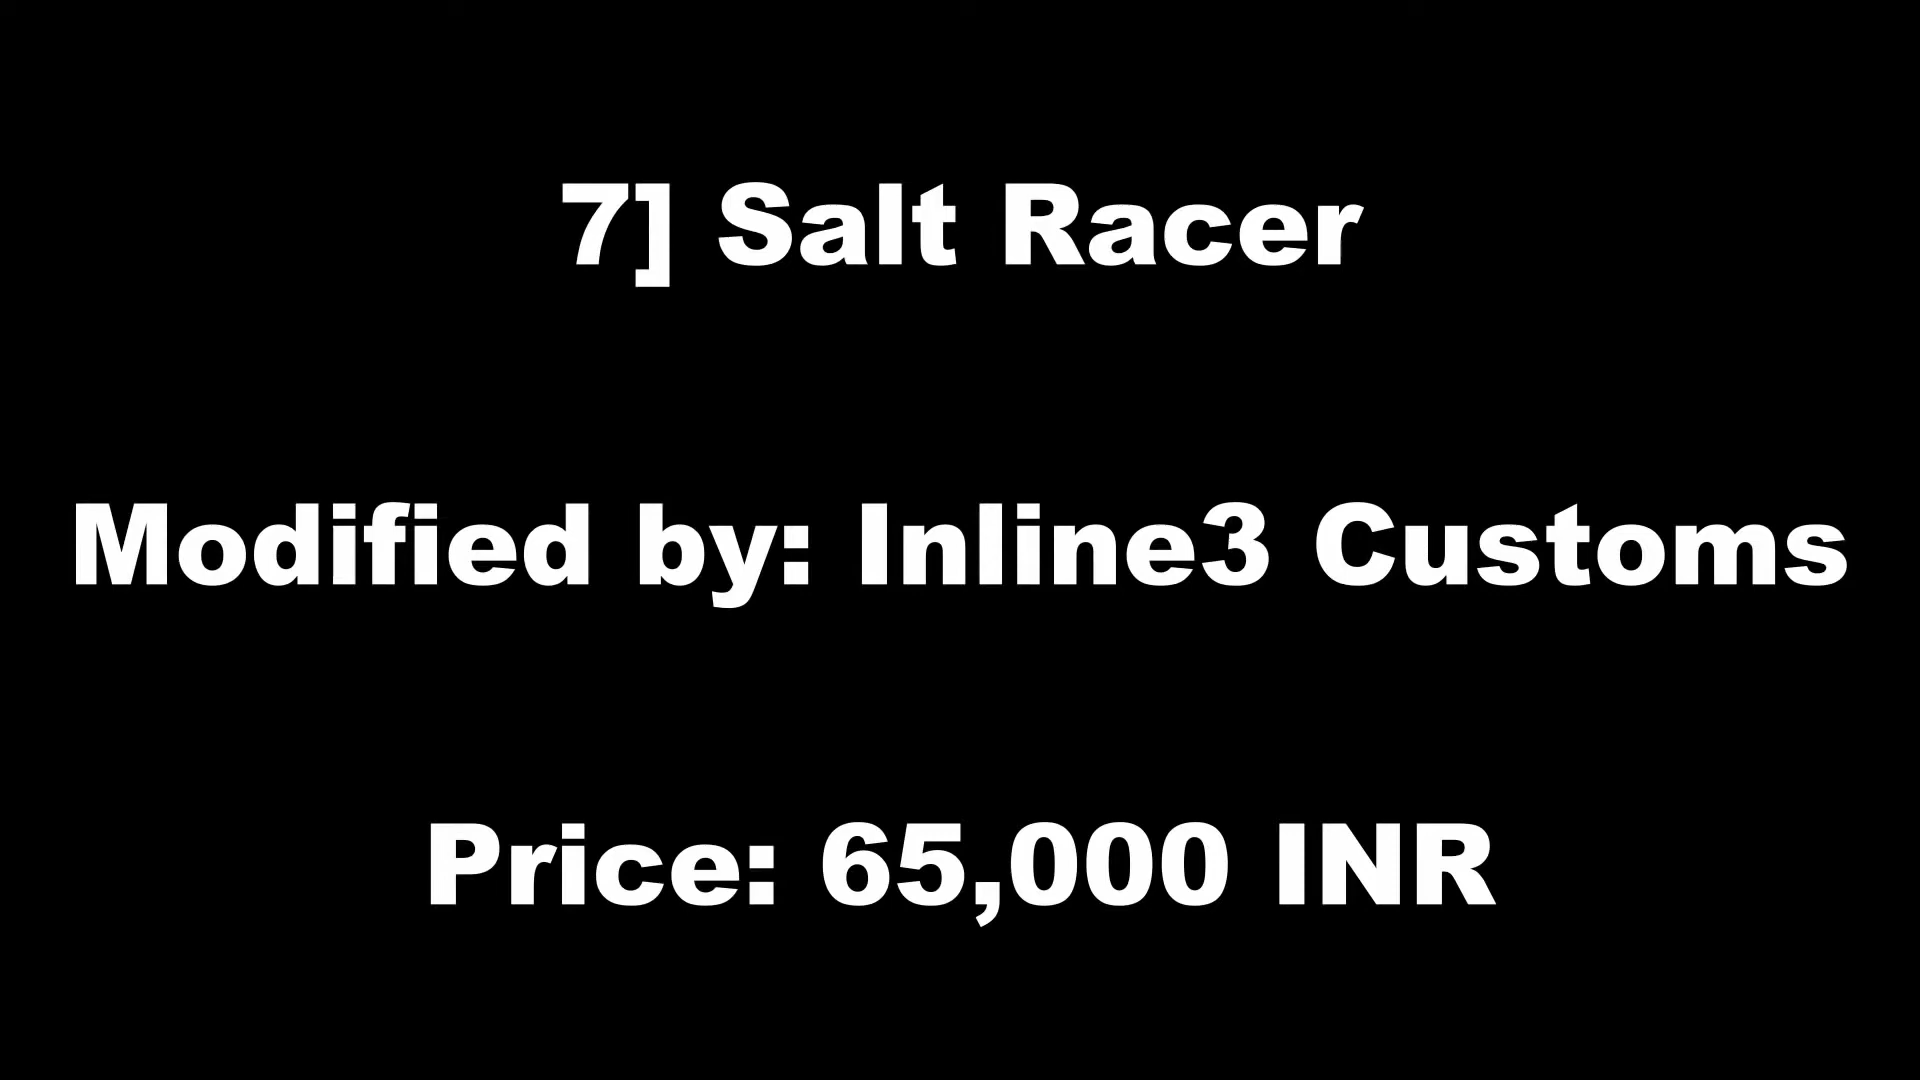 7] Salt Racer
Modified by: Inline3 Customs
Price: 65,000 INR